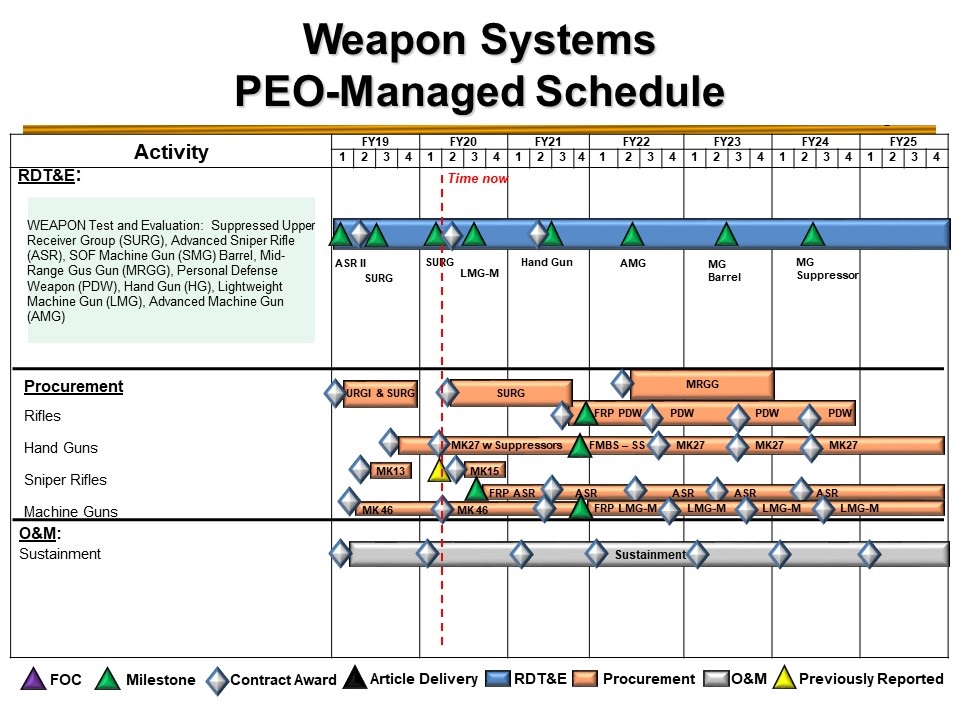 Weapon Systems
PEO-Managed Schedule
Activity
FY19 FY20 FY21 FY22 FY23 FY24 FY25
1 2 3 4 1 2 3 4 1 2 3 4 1 2 3 4 1 2 3 4 1 2 3 4 1 2 3 4
RDT&E:
Time now
WEAPON Test and Evaluation: Suppressed Upper
Receiver Group (SURG), Advanced Sniper Rifle
(ASR), SOF Machine Gun (SMG) Barrel, Mid-
Range Gus Gun (MRGG), Personal Defense
Weapon (PDW), Hand Gun (HG), Lightweight
Machine Gun (LMG), Advanced Machine Gun
(AMG)
ASR II
SURG
SURG
LMG-M
Hand Gun
AMG
MG
Barrel
MG
Suppressor
Procurement
URGI & SURG SURG MRGG
Rifles
FRP PDW PDW PDW PDW
Hand Guns
MK27 w Suppressors FMBS – SS MK27 MK27 MK27
Sniper Rifles
MK13 MK15
FRP ASR ASR ASR ASR ASR
Machine Guns
MK 46 MK 46 FRP LMG-M LMG-M LMG-M LMG-M
O&M:
Sustainment
Sustainment
FOC Milestone Contract Award Article Delivery RDT&E Procurement O&M Previously Reported